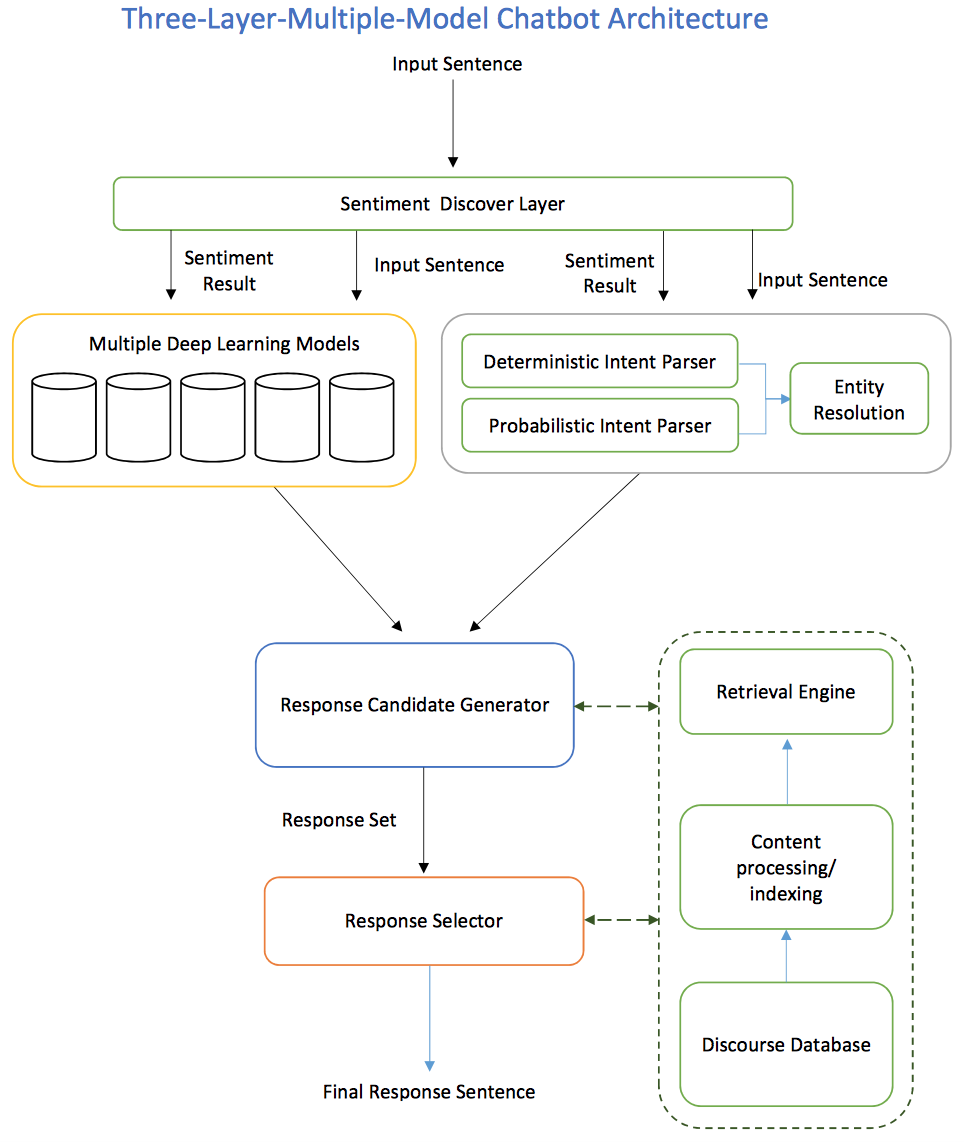 Three-Layer-Multiple-Model Chatbot Architecture
Input Sentence
Sentiment Discover Layer
Sentiment
Result
Input Sentence
Sentiment
Result
Input Sentence
Multiple Deep Learning Models
Deterministic Intent Parser
Probabilistic Intent Parser
Entity
Resolution
Response Candidate Generator
Retrieval Engine
Response Set
Content
processing/
indexing
Response Selector
Discourse Database
Final Response Sentence